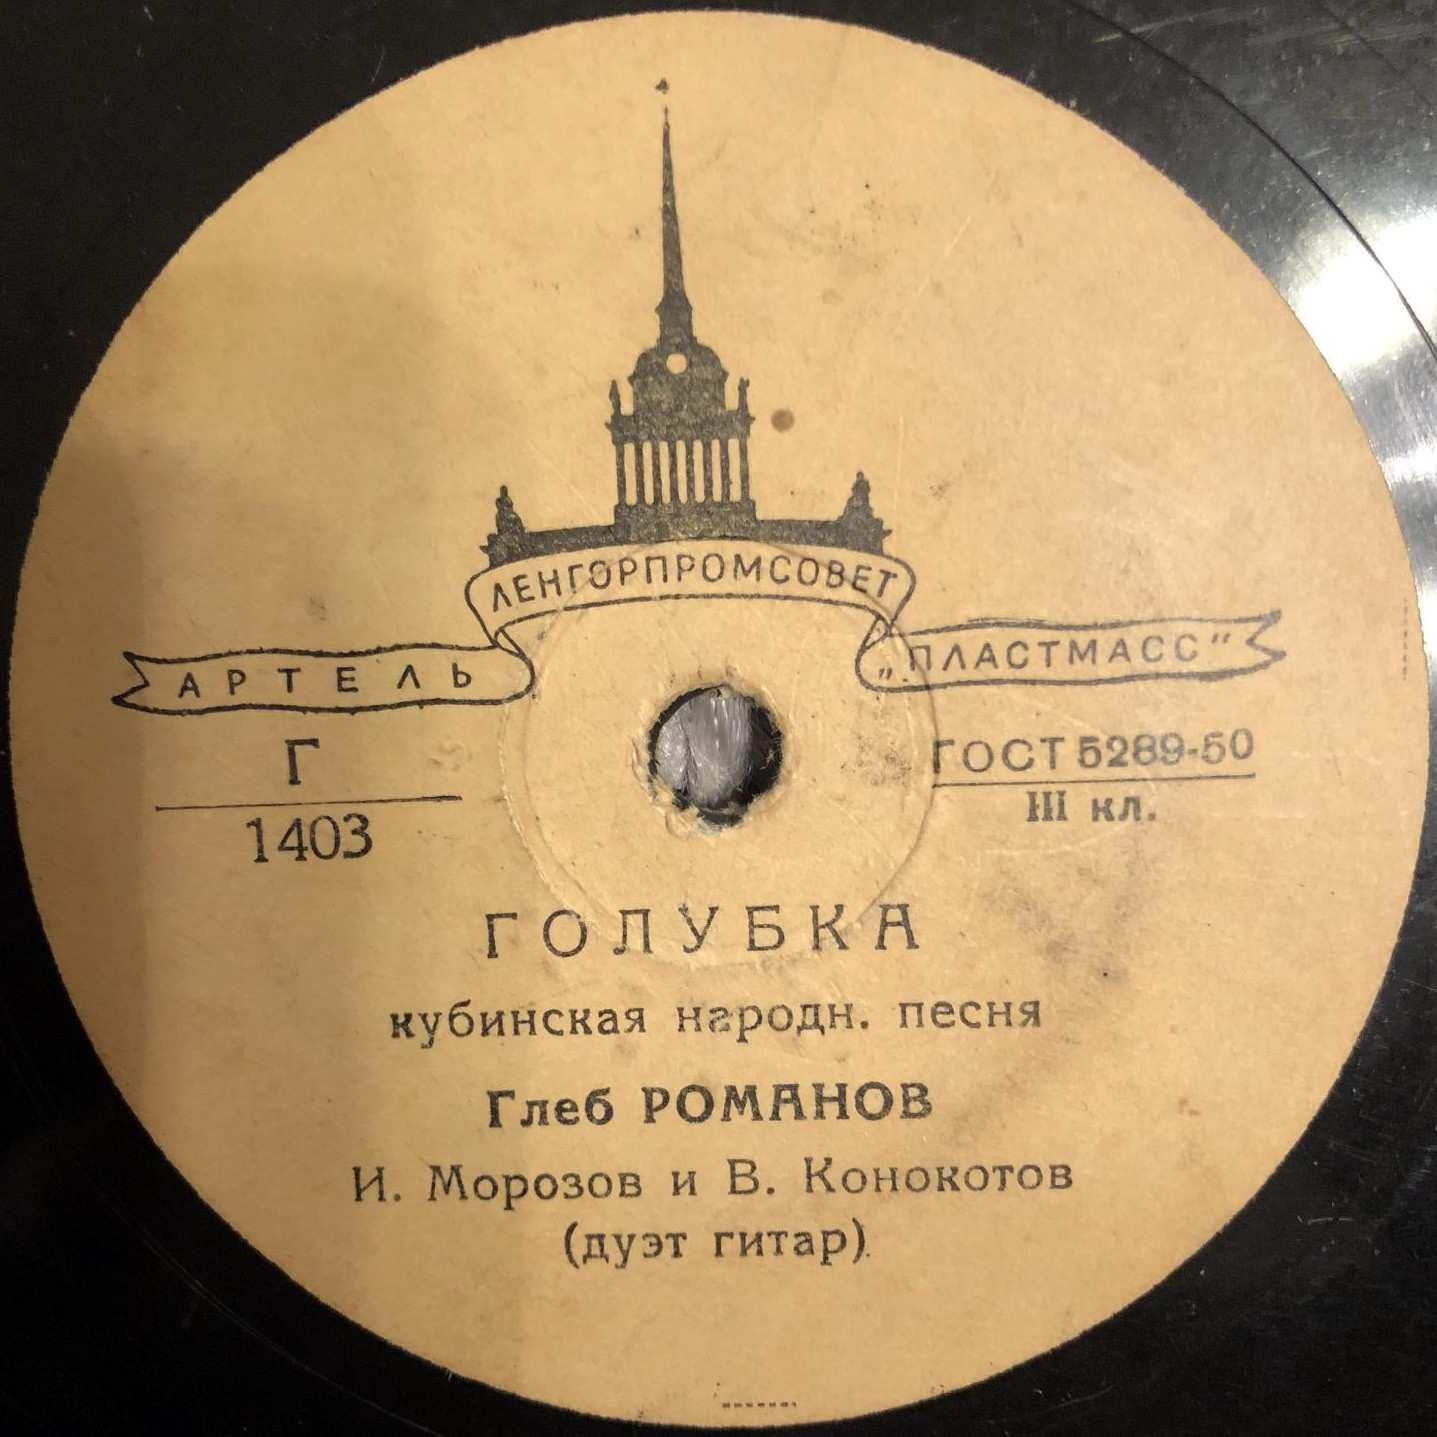 ЛЕНГОРПРОМСОВЕТ
АРТЕЛЬ „ПЛАСТМАСС“
Г
1403
ГОСТ 5289-50
III кл.
ГОЛУБКА
кубинская народн. песня
Глеб РОМАНОВ
И. Морозов и В. Конокотов
(дуэт гитар).